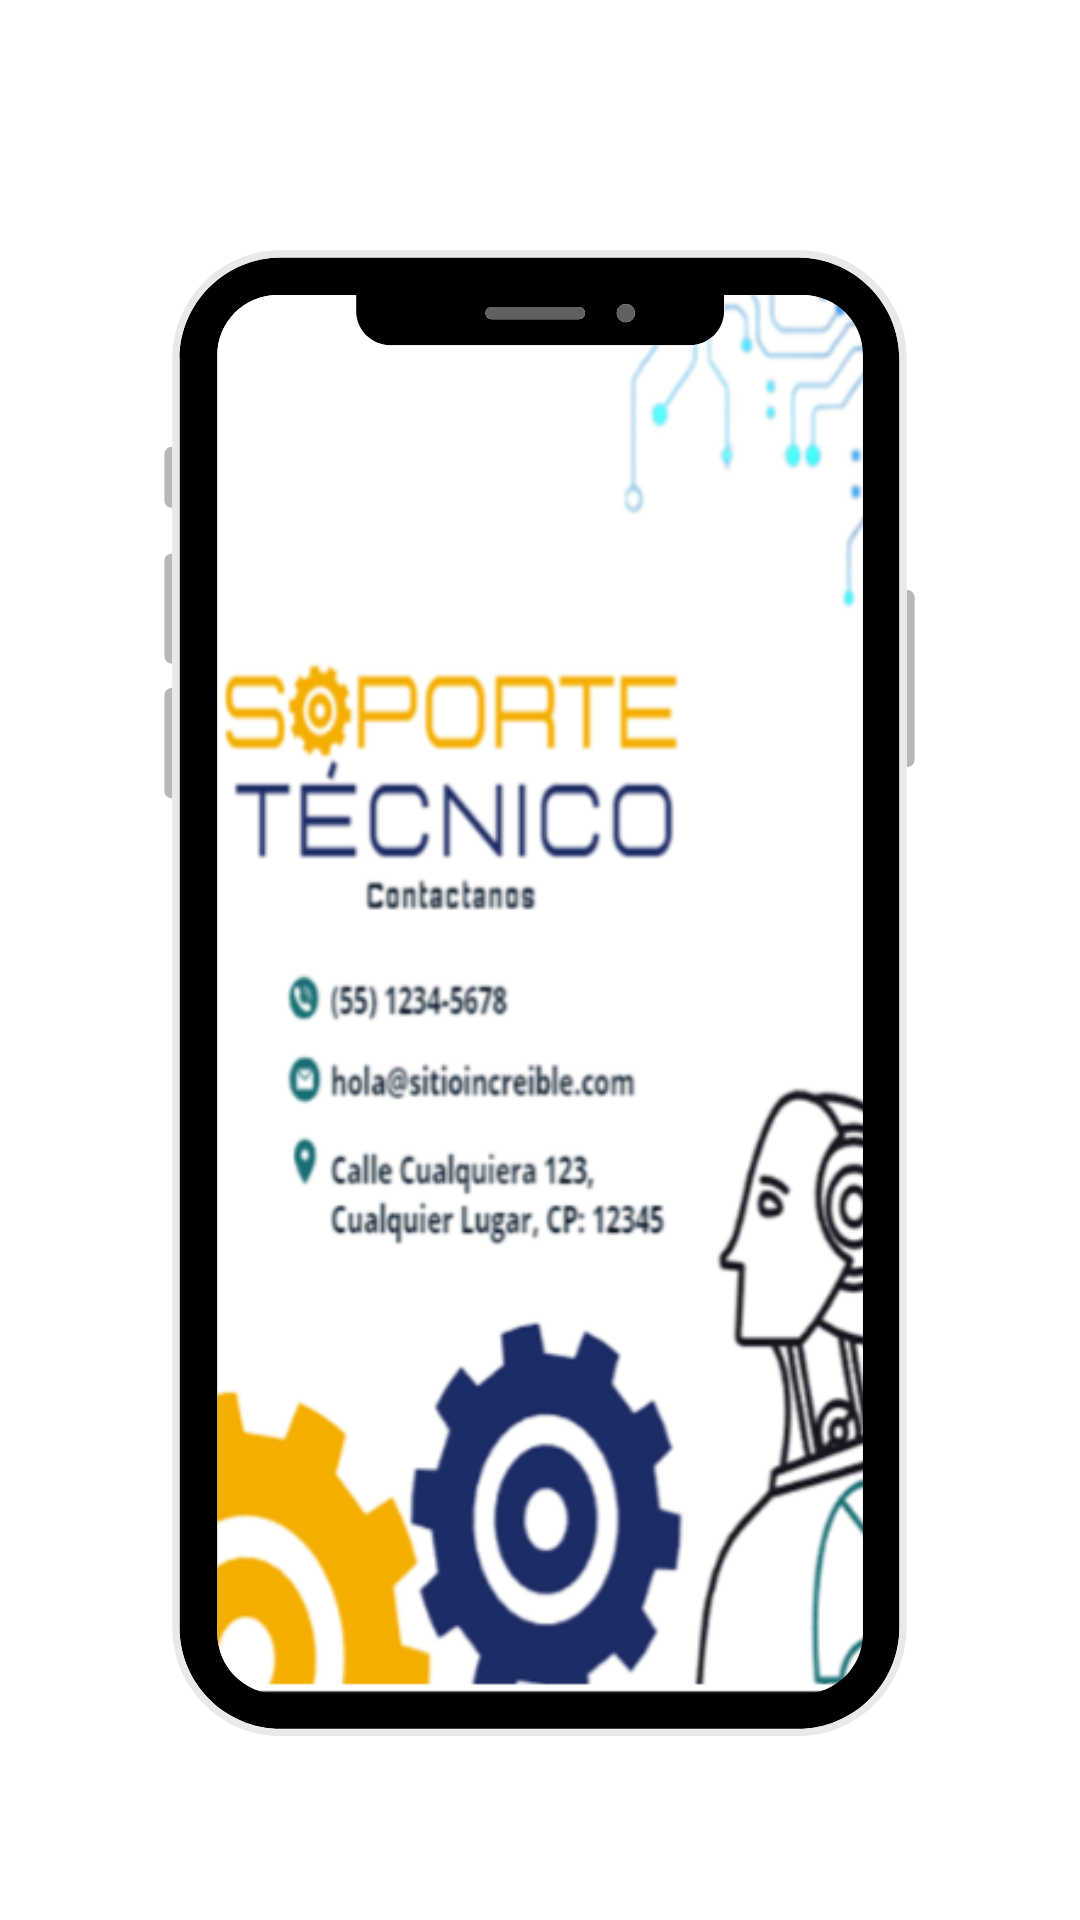 SOPORTE
TÉCNICO
Contactanos
(55) 1234-5678
hola@sitioincreible.com
Calle Cualquiera 123,
Cualquier Lugar, CP: 12345